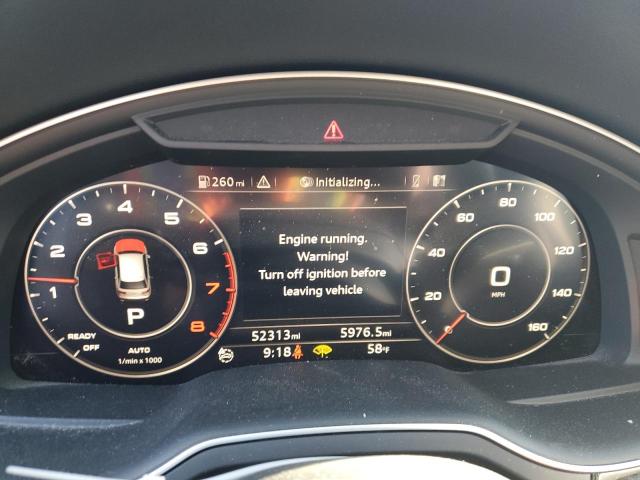 260 mi Initializing...
Engine running.
Warning!
Turn off ignition before
leaving vehicle
1 2 3 4 5 6 7 8
P
READY
OFF
AUTO
1/min x 1000
20 40 60 80 100 120 140 160
0
MPH
52313mi 5976.5mi
9:18 58°F